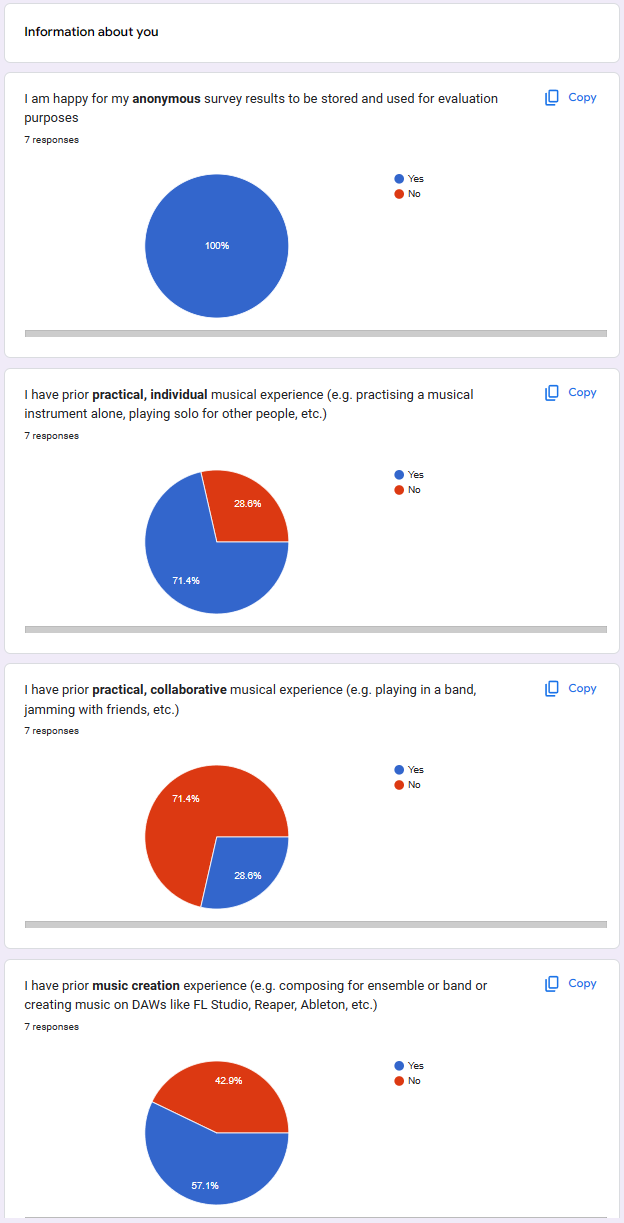 Information about you
I am happy for my anonymous survey results to be stored and used for evaluation
purposes
Copy
7 responses
Yes
No
100%
I have prior practical, individual musical experience (e.g. practising a musical
instrument alone, playing solo for other people, etc.)
Copy
7 responses
Yes
No
28.6%
71.4%
I have prior practical, collaborative musical experience (e.g. playing in a band,
jamming with friends, etc.)
Copy
7 responses
Yes
No
71.4%
28.6%
I have prior music creation experience (e.g. composing for ensemble or band or
creating music on DAWs like FL Studio, Reaper, Ableton, etc.)
Copy
7 responses
Yes
No
42.9%
57.1%